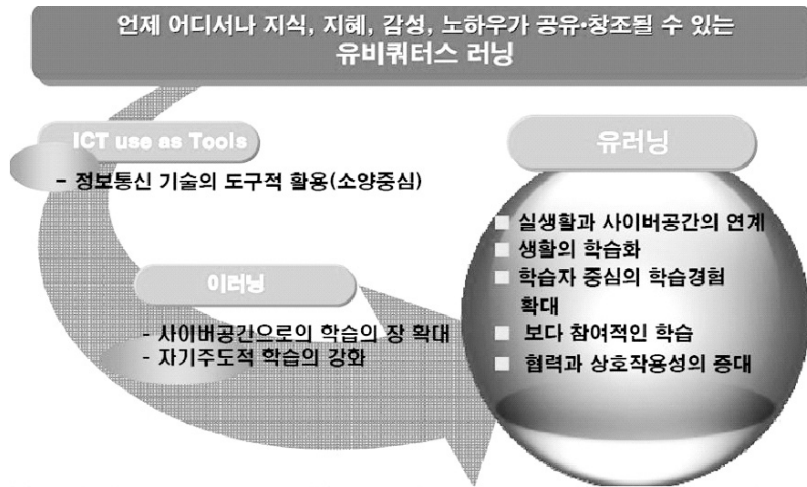 언제 어디서나 지식, 지혜, 감성, 노하우가 공유•창조될 수 있는
유비쿼터스 러닝
ICT use as Tools
- 정보통신 기술의 도구적 활용(소양중심)
이러닝
- 사이버공간으로의 학습의 장 확대
- 자기주도적 학습의 강화
유러닝
실생활과 사이버공간의 연계
생활의 학습화
학습자 중심의 학습경험
확대
보다 참여적인 학습
협력과 상호작용성의 증대